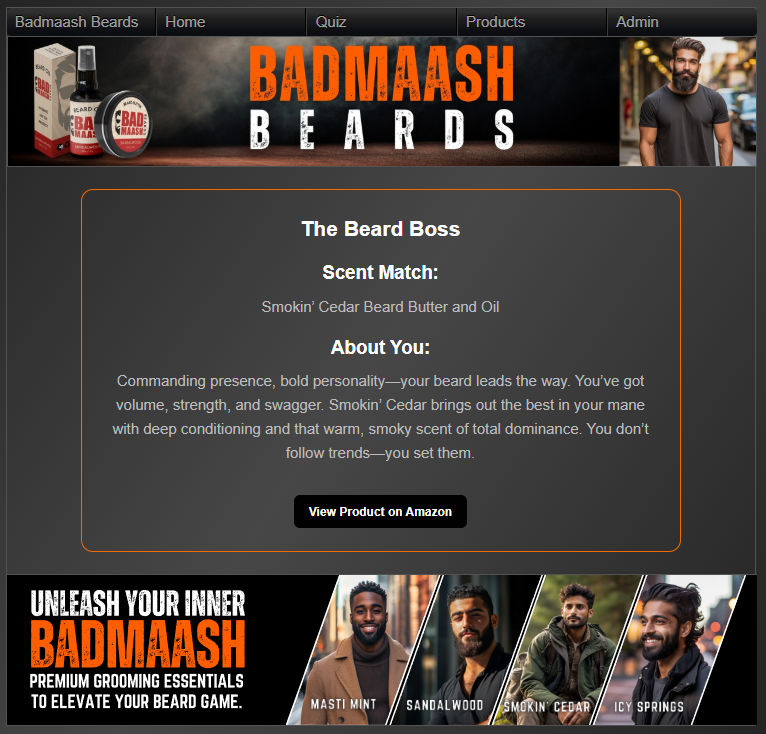 Badmaash Beards
Home
Quiz
Products
Admin
BADMAASH
BEARDS
BEARD OIL
BAD
MAASH
The Beard Boss
Scent Match:
Smokin’ Cedar Beard Butter and Oil
About You:
Commanding presence, bold personality—your beard leads the way. You’ve got
volume, strength, and swagger. Smokin’ Cedar brings out the best in your mane
with deep conditioning and that warm, smoky scent of total dominance. You don’t
follow trends—you set them.
View Product on Amazon
UNLEASH YOUR INNER
BADMAASH
PREMIUM GROOMING ESSENTIALS
TO ELEVATE YOUR BEARD GAME.
MASTI MINT
SANDALWOOD
SMOKIN' CEDAR
ICY SPRINGS